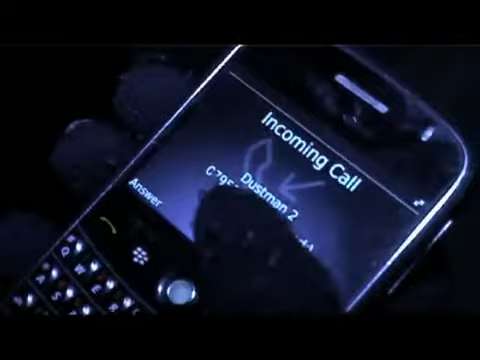 Incoming Call
Dustman 2
Answer
Q W E
A S